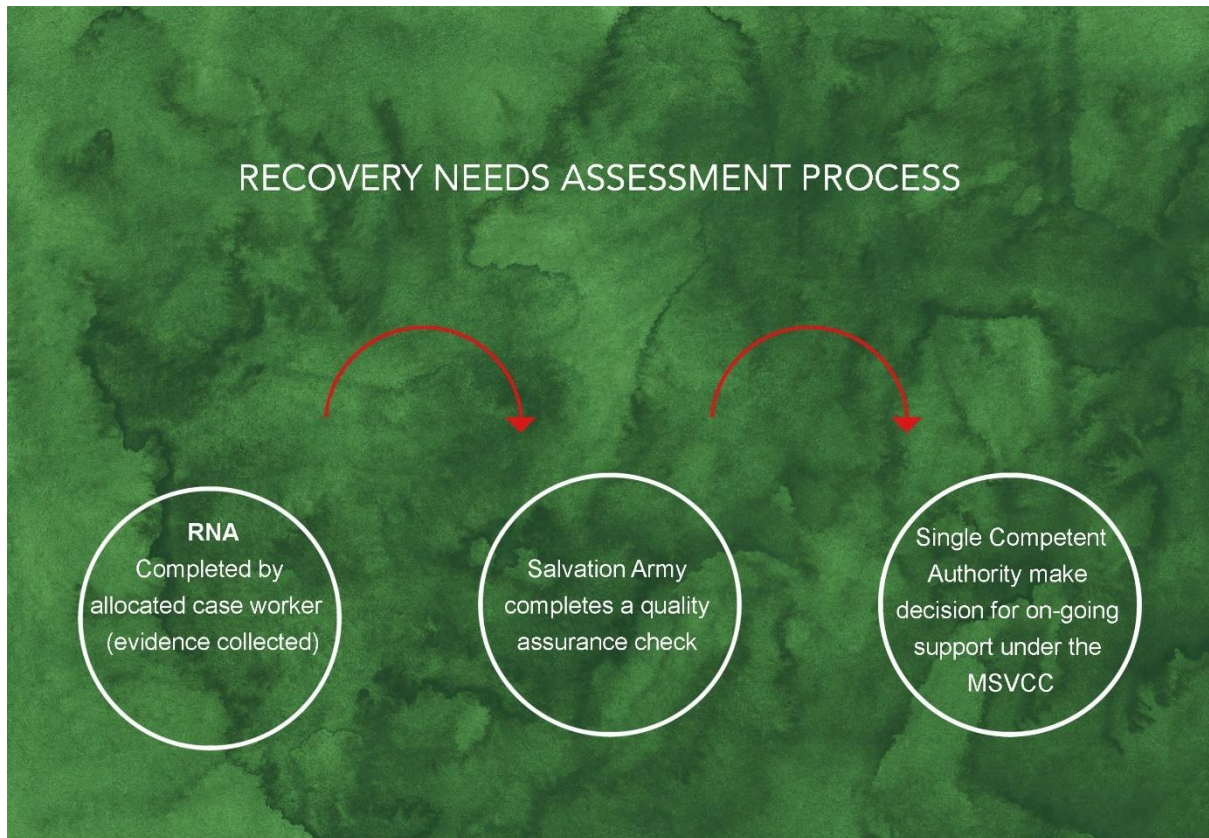 RECOVERY NEEDS ASSESSMENT PROCESS
RNA
Completed by
allocated case worker
(evidence collected)
Salvation Army
completes a quality
assurance check
Single Competent
Authority make
decision for on-going
support under the
MSVCC